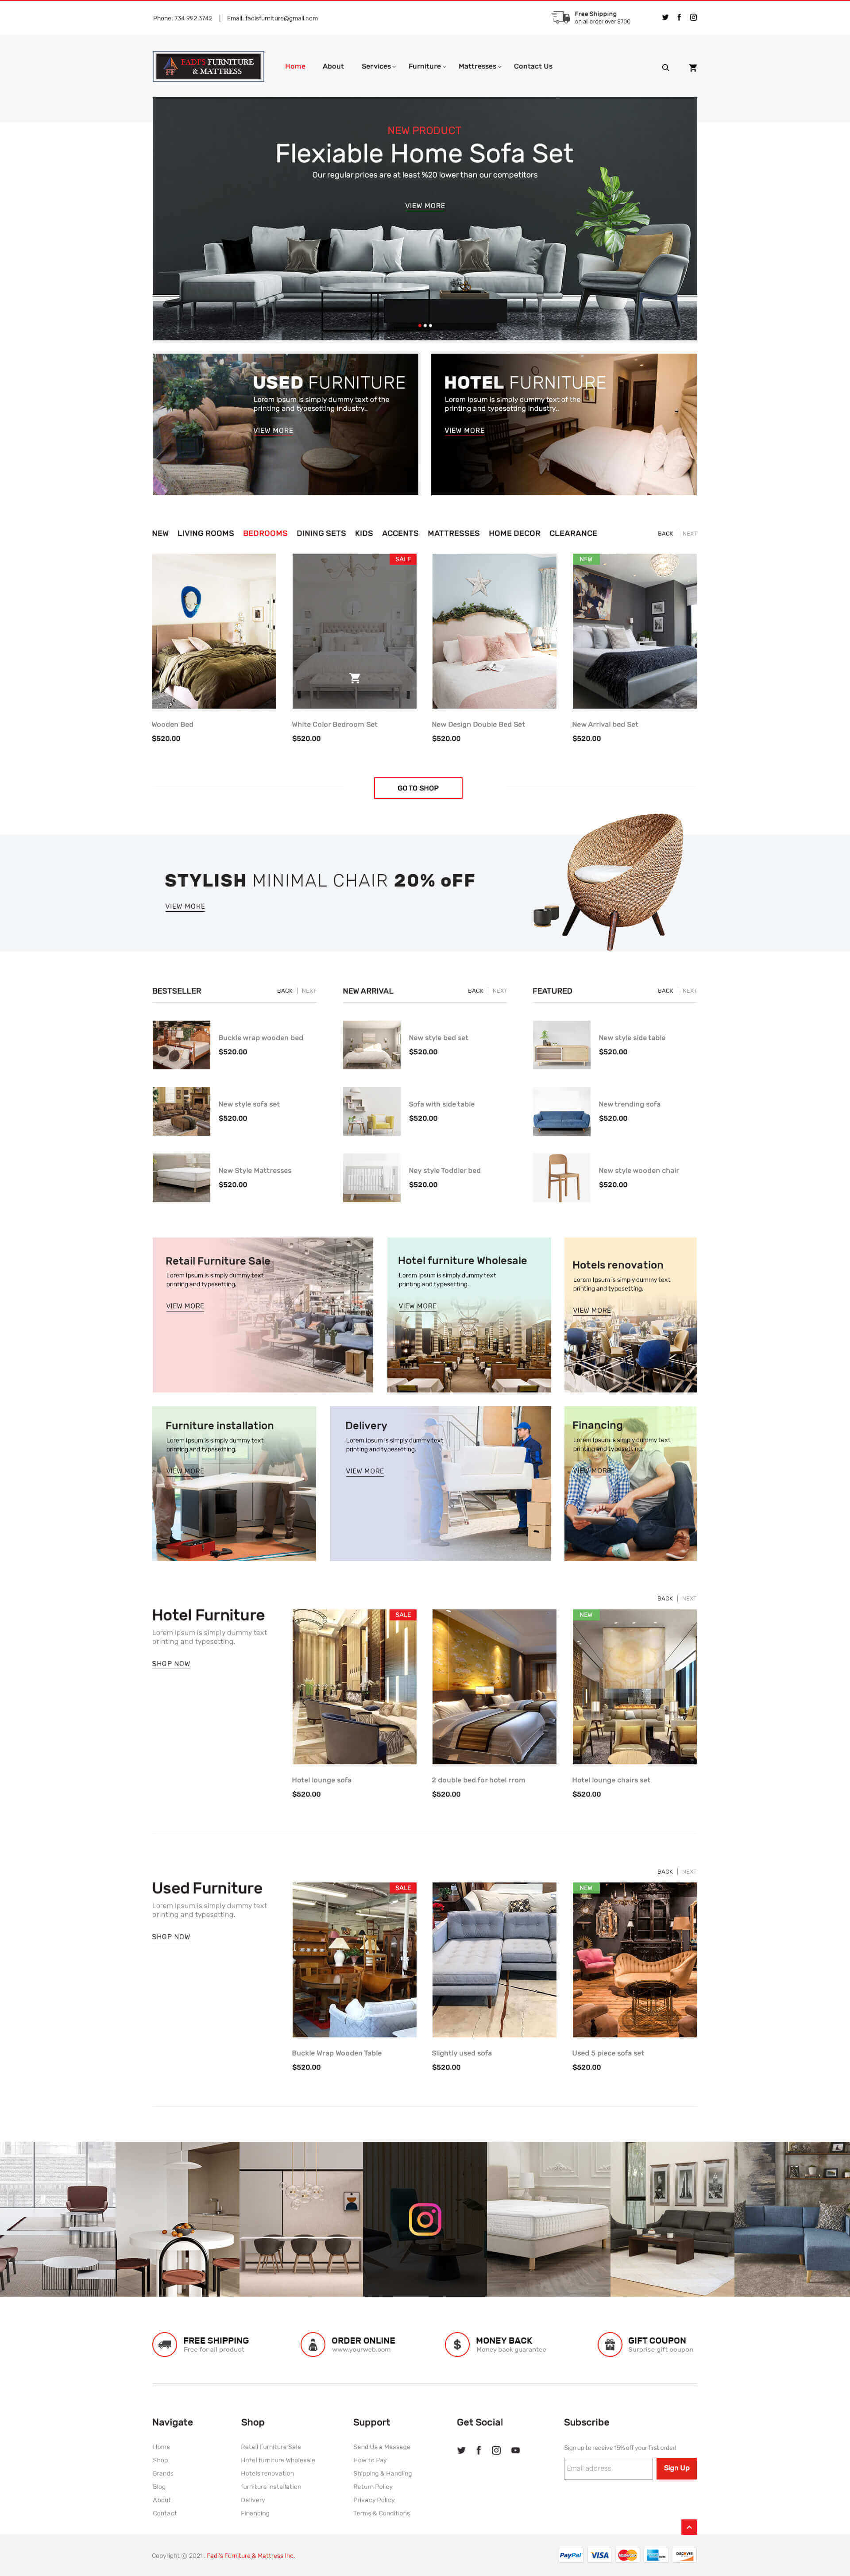 Phone: 734 992 3742 | Email: fadisfurniture@gmail.com
Free Shipping
on all order over $700
FADI'S FURNITURE
& MATTRESS
Home About Services Furniture Mattresses Contact Us
NEW PRODUCT
Flexiable Home Sofa Set
Our regular prices are at least %20 lower than our competitors
VIEW MORE
USED FURNITURE
Lorem Ipsum is simply dummy text of the
printing and typesetting industry..
VIEW MORE
HOTEL FURNITURE
Lorem Ipsum is simply dummy text of the
printing and typesetting industry..
VIEW MORE
NEW LIVING ROOMS BEDROOMS DINING SETS KIDS ACCENTS MATTRESSES HOME DECOR CLEARANCE
BACK | NEXT
SALE
NEW
Wooden Bed
$520.00
White Color Bedroom Set
$520.00
New Design Double Bed Set
$520.00
New Arrival bed Set
$520.00
GO TO SHOP
STYLISH MINIMAL CHAIR 20% oFF
VIEW MORE
BESTSELLER
BACK | NEXT
Buckle wrap wooden bed
$520.00
New style sofa set
$520.00
New Style Mattresses
$520.00
NEW ARRIVAL
BACK | NEXT
New style bed set
$520.00
Sofa with side table
$520.00
Ney style Toddler bed
$520.00
FEATURED
BACK | NEXT
New style side table
$520.00
New trending sofa
$520.00
New style wooden chair
$520.00
Retail Furniture Sale
Lorem Ipsum is simply dummy text
printing and typesetting.
VIEW MORE
Hotel furniture Wholesale
Lorem Ipsum is simply dummy text
printing and typesetting.
VIEW MORE
Hotels renovation
Lorem Ipsum is simply dummy text
printing and typesetting.
VIEW MORE
Furniture installation
Lorem Ipsum is simply dummy text
printing and typesetting.
VIEW MORE
Delivery
Lorem Ipsum is simply dummy text
printing and typesetting.
VIEW MORE
Financing
Lorem Ipsum is simply dummy text
printing and typesetting.
VIEW MORE
BACK | NEXT
Hotel Furniture
Lorem Ipsum is simply dummy text
printing and typesetting.
SHOP NOW
SALE
NEW
Hotel lounge sofa
$520.00
2 double bed for hotel rrom
$520.00
Hotel lounge chairs set
$520.00
BACK | NEXT
Used Furniture
Lorem Ipsum is simply dummy text
printing and typesetting.
SHOP NOW
SALE
NEW
Buckle Wrap Wooden Table
$520.00
Slightly used sofa
$520.00
Used 5 piece sofa set
$520.00
FREE SHIPPING
Free for all product
ORDER ONLINE
www.yourweb.com
MONEY BACK
Money back guarantee
GIFT COUPON
Surprise gift coupon
Navigate
Home
Shop
Brands
Blog
About
Contact
Shop
Retail Furniture Sale
Hotel furniture Wholesale
Hotels renovation
furniture installation
Delivery
Financing
Support
Send Us a Message
How to Pay
Shipping & Handling
Return Policy
Privacy Policy
Terms & Conditions
Get Social
Subscribe
Sign up to receive 15% off your first order!
Email address
Sign Up
Copyright © 2021 . Fadi's Furniture & Mattress Inc.
PayPal VISA MasterCard DISCOVER